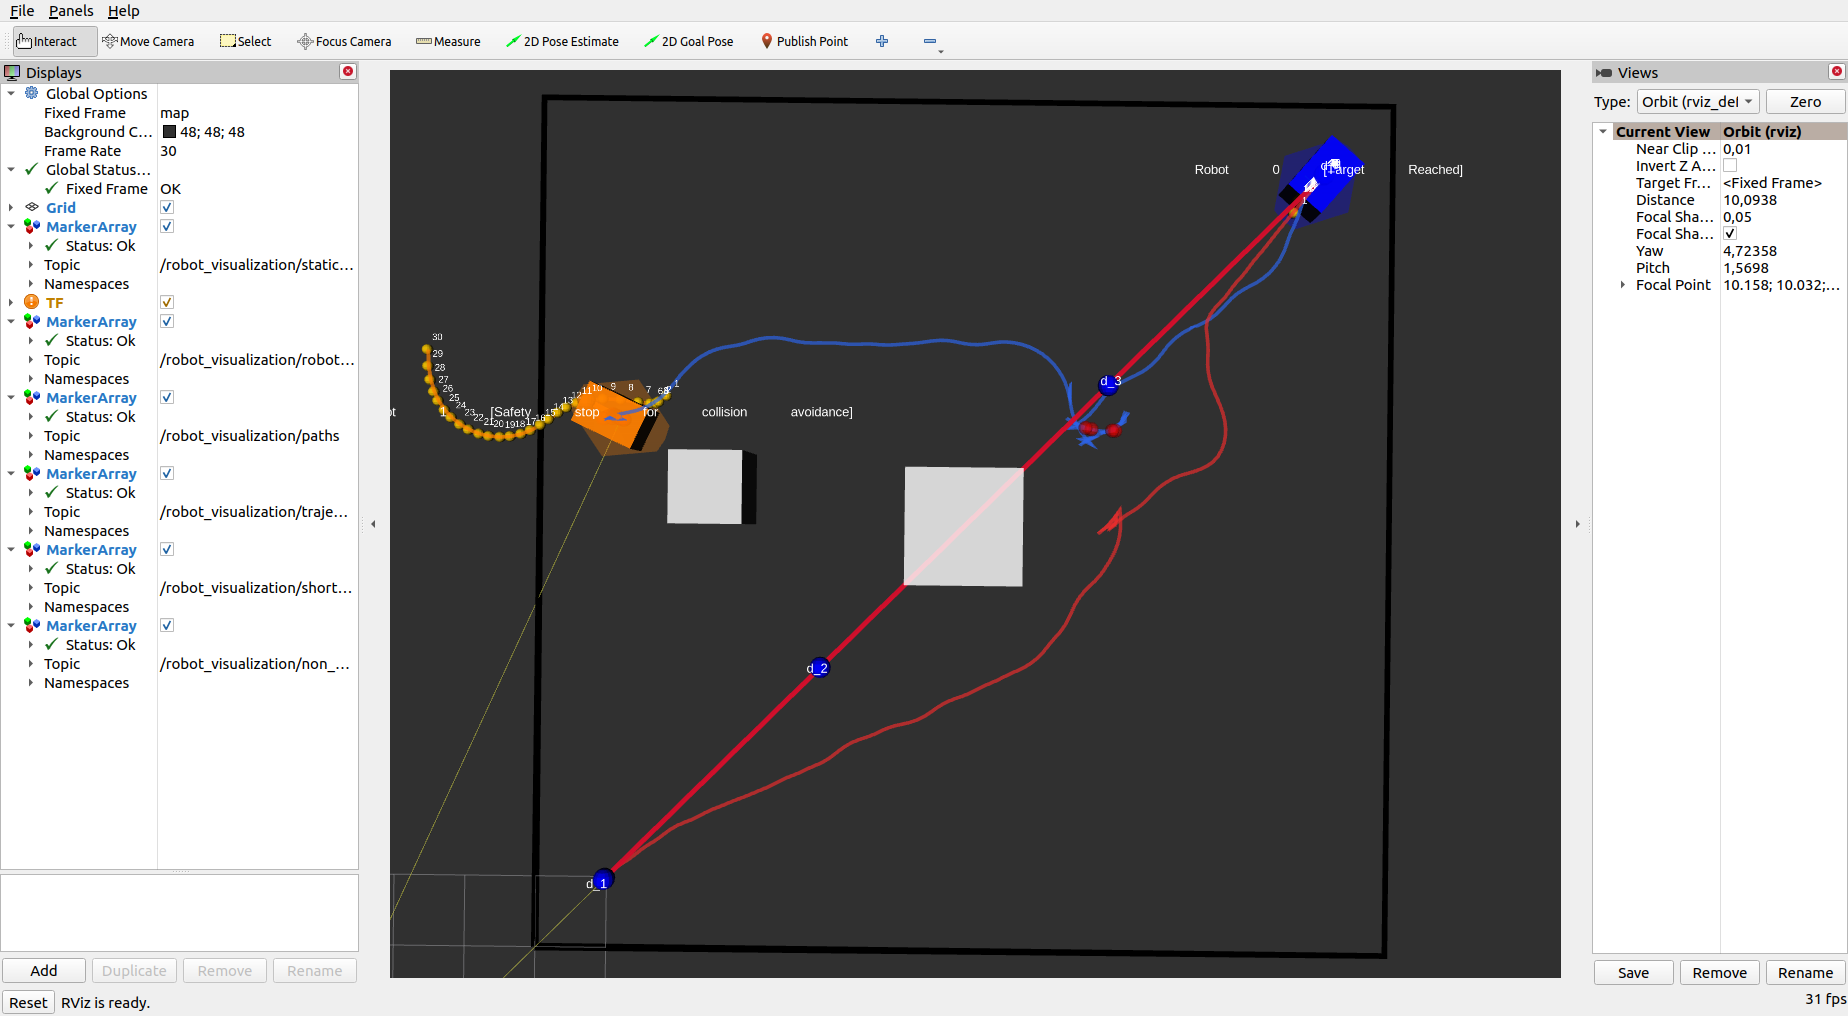 File Panels Help
Interact Move Camera Select Focus Camera Measure 2D Pose Estimate 2D Goal Pose Publish Point
Displays
Global Options
Fixed Frame map
Background C... 48; 48; 48
Frame Rate 30
Global Status...
Fixed Frame OK
Grid
MarkerArray
Status: Ok
Topic /robot_visualization/static...
Namespaces
TF
MarkerArray
Status: Ok
Topic /robot_visualization/robot...
Namespaces
MarkerArray
Status: Ok
Topic /robot_visualization/paths
Namespaces
MarkerArray
Status: Ok
Topic /robot_visualization/traje...
Namespaces
MarkerArray
Status: Ok
Topic /robot_visualization/short...
Namespaces
MarkerArray
Status: Ok
Topic /robot_visualization/non_...
Namespaces
Add Duplicate Remove Rename
Reset RViz is ready.
Robot 0 [Target Reached]
1
30
29
28
27
26
25
24
23
22
21 20 19 18 17 16 15 14 13 12 11 10 9 8 7 6 1
ot 1 [Safety stop for collision avoidance]
d_3
d_2
d_1
Views
Type: Orbit (rviz_def Zero
Current View Orbit (rviz)
Near Clip ... 0,01
Invert Z A...
Target Fr... <Fixed Frame>
Distance 10,0938
Focal Sha... 0,05
Focal Sha...
Yaw 4,72358
Pitch 1,5698
Focal Point 10.158; 10.032;...
Save Remove Rename
31 fps